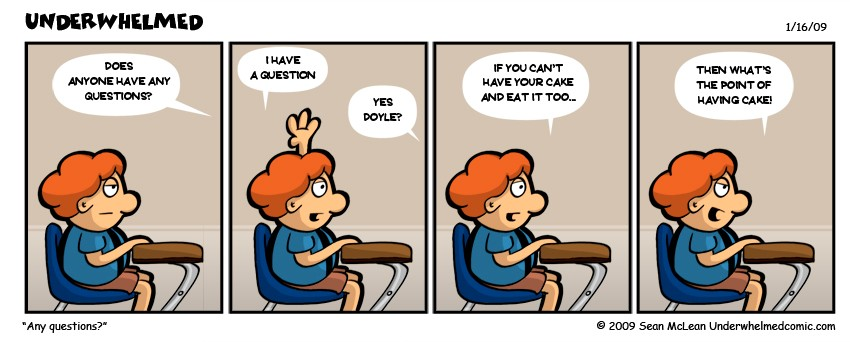 UNDERWHELMED
1/16/09
DOES
ANYONE HAVE ANY
QUESTIONS?
I HAVE
A QUESTION
YES
DOYLE?
IF YOU CAN'T
HAVE YOUR CAKE
AND EAT IT TOO...
THEN WHAT'S
THE POINT OF
HAVING CAKE!
"Any questions?"
© 2009 Sean McLean Underwhelmedcomic.com